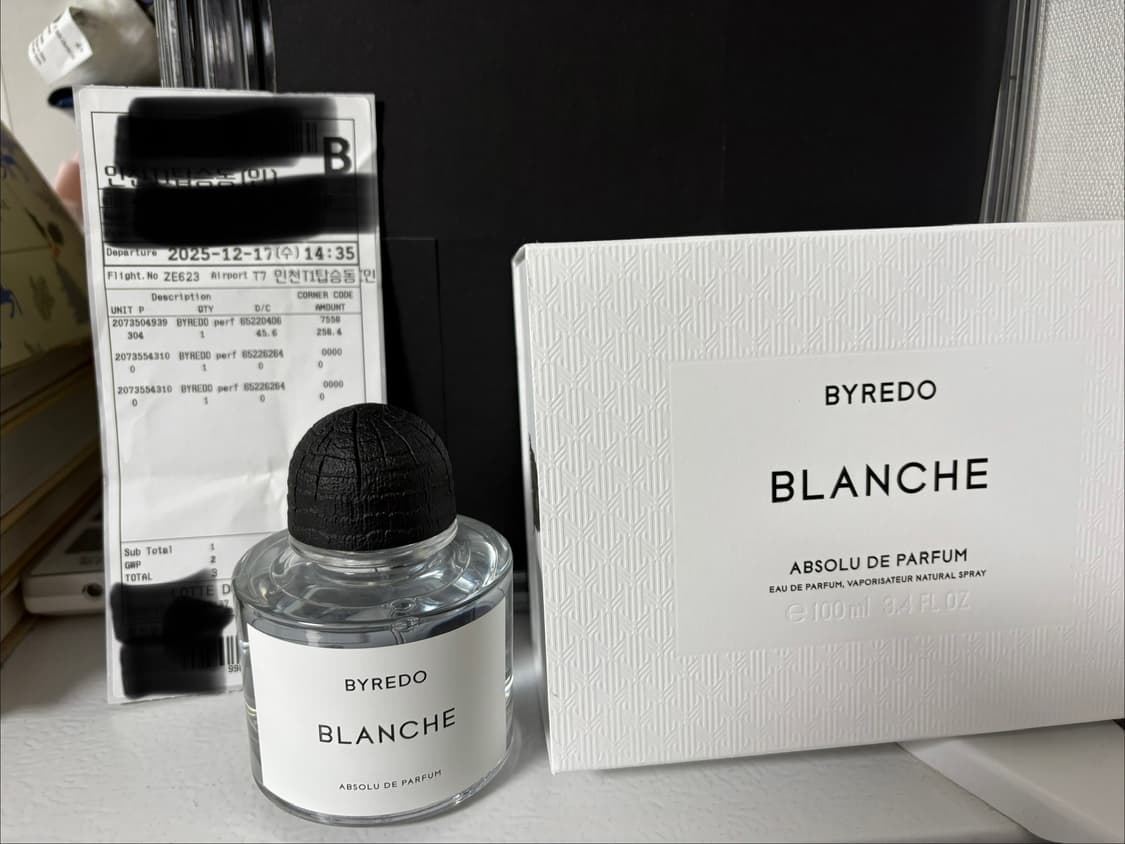 B
Departure 2025-12-17(수) 14:35
Flight.No ZE623 Airport T7 인천T1탑승동(인
Description CORNER CODE
UNIT P QTY D/C AMOUNT
2073504939 BYREDO perf 65220406 7558
304 1 45.6 258.4
2073554310 BYREDO perf 65226264 0000
0 1 0 0
2073554310 BYREDO perf 65226264 0000
0 1 0 0
Sub Total 1
GWP 2
TOTAL 3
LOTTE D
BYREDO
BLANCHE
ABSOLU DE PARFUM
BYREDO
BLANCHE
ABSOLU DE PARFUM
EAU DE PARFUM, VAPORISATEUR NATURAL SPRAY
℮100 ml 3.4 FL OZ